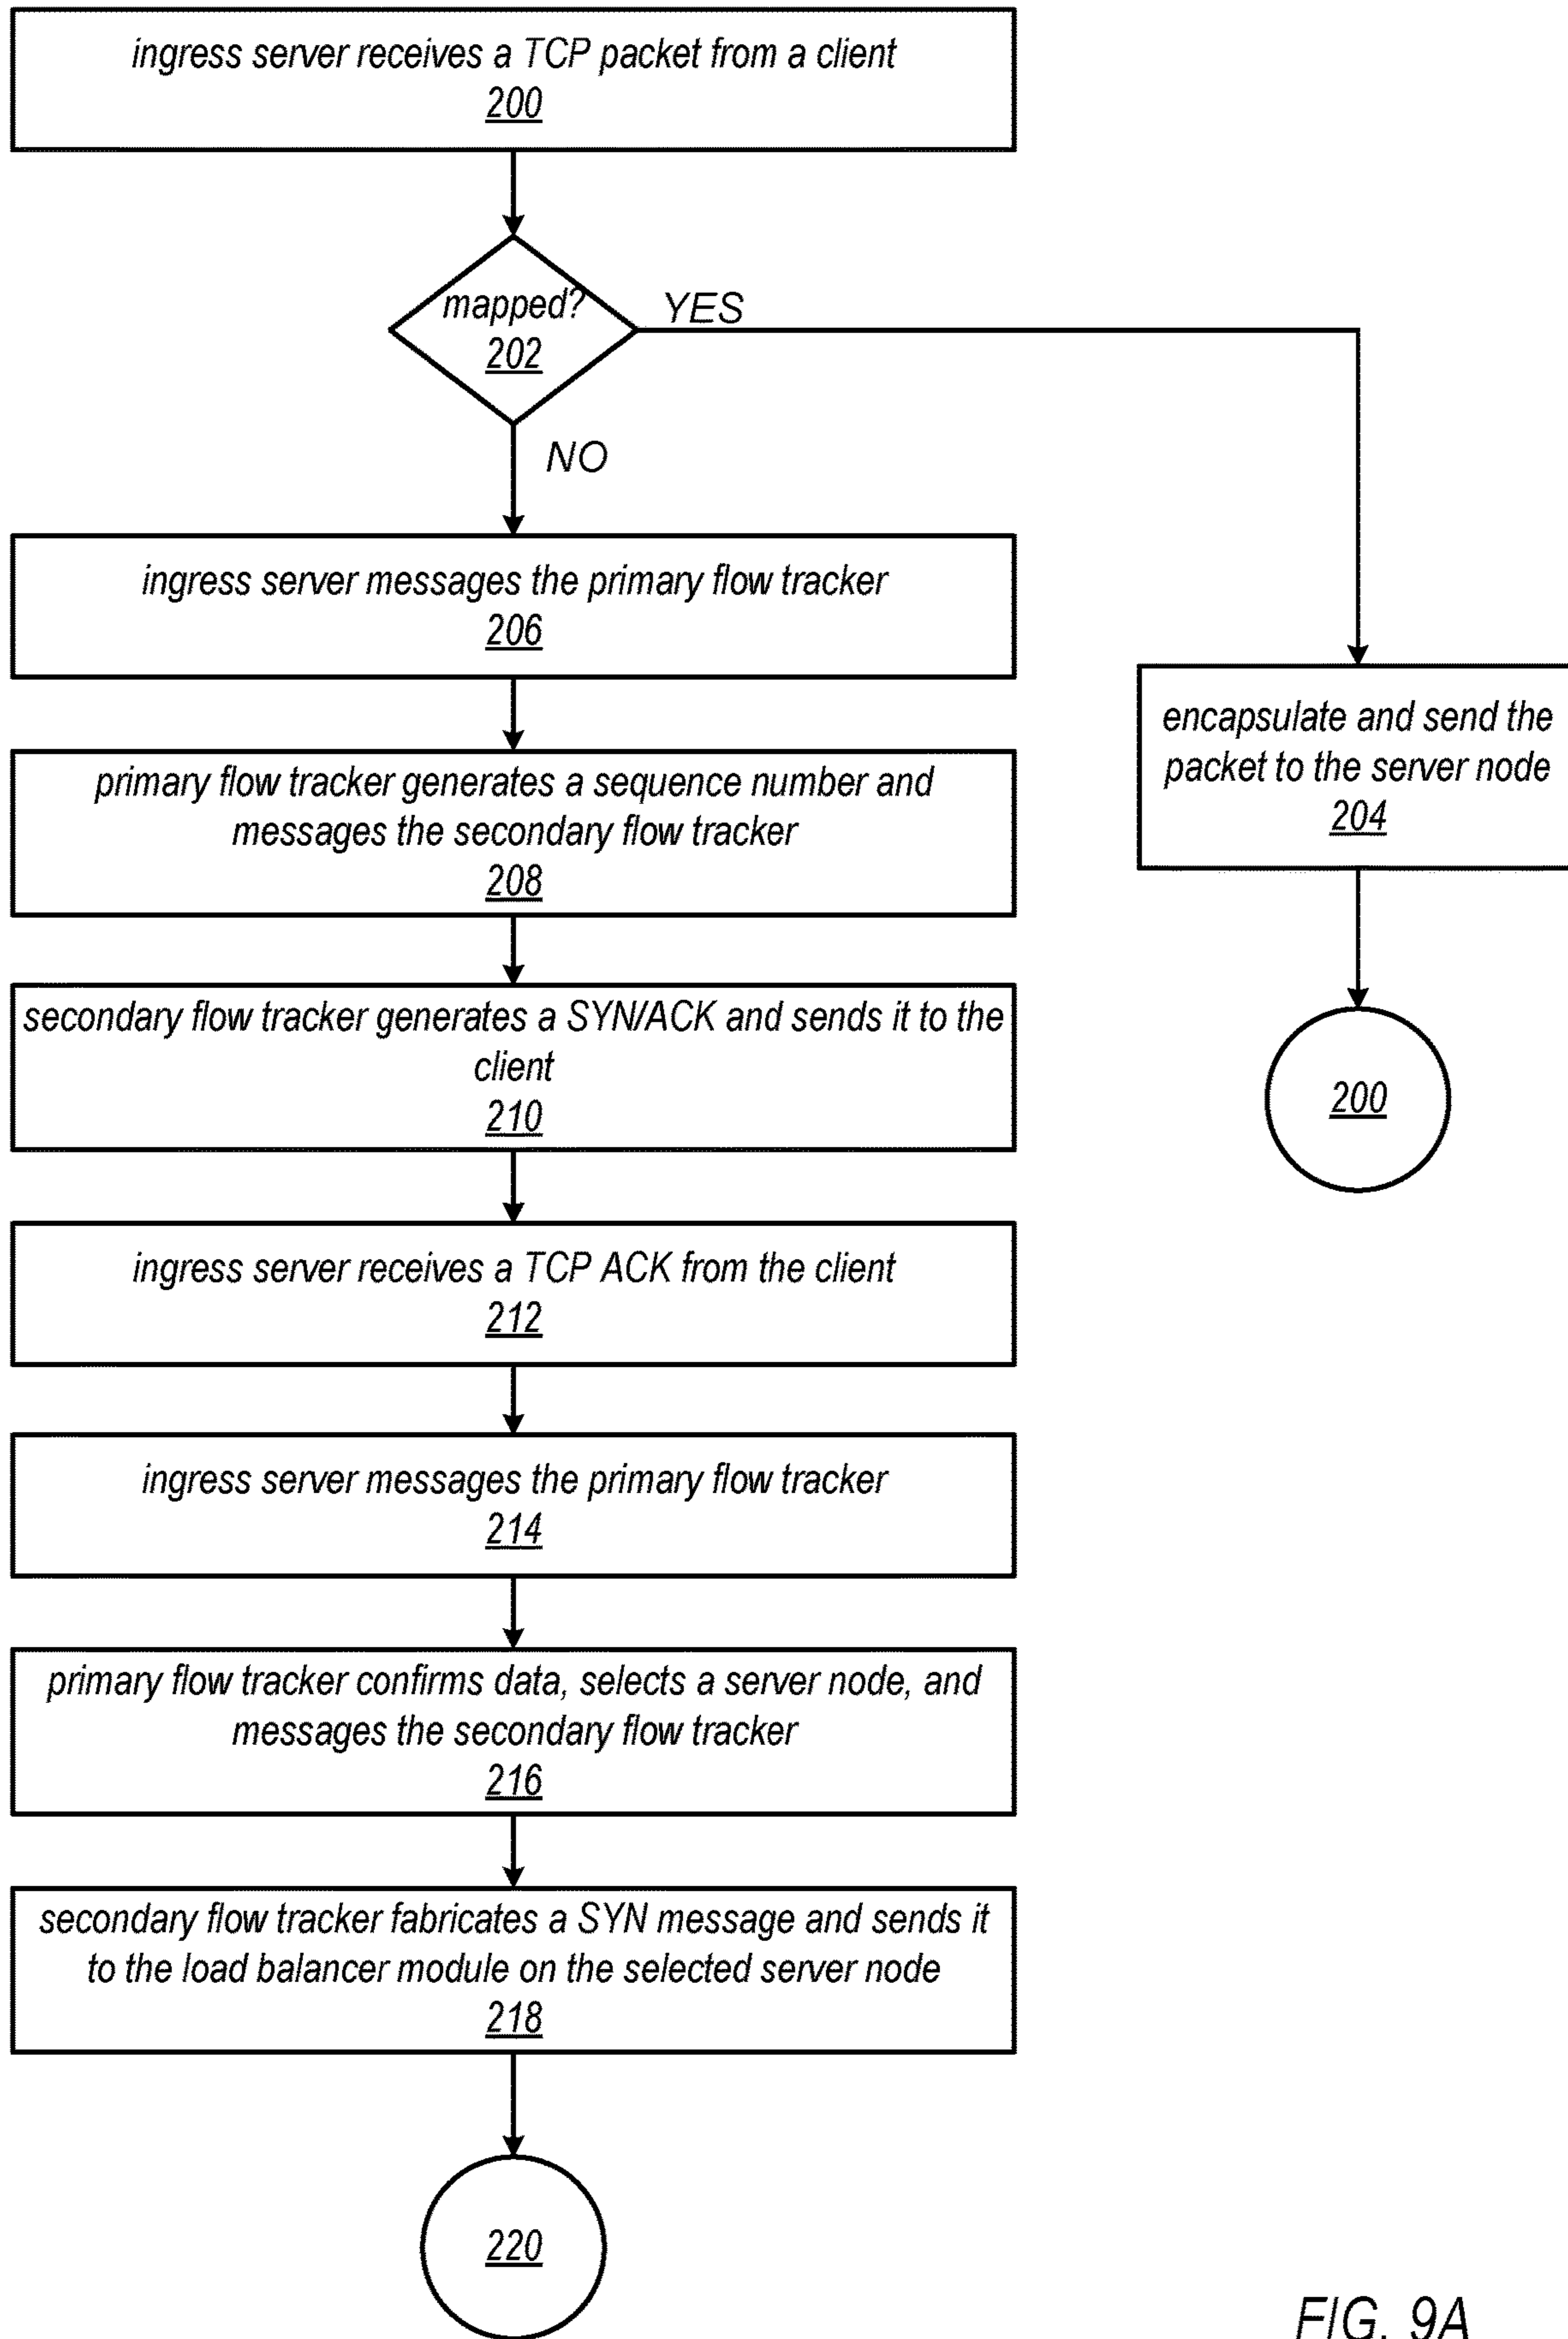 ingress server receives a TCP packet from a client
200
mapped?
202
YES
NO
ingress server messages the primary flow tracker
206
encapsulate and send the
packet to the server node
204
primary flow tracker generates a sequence number and
messages the secondary flow tracker
208
secondary flow tracker generates a SYN/ACK and sends it to the
client
210
200
ingress server receives a TCP ACK from the client
212
ingress server messages the primary flow tracker
214
primary flow tracker confirms data, selects a server node, and
messages the secondary flow tracker
216
secondary flow tracker fabricates a SYN message and sends it
to the load balancer module on the selected server node
218
220
FIG. 9A